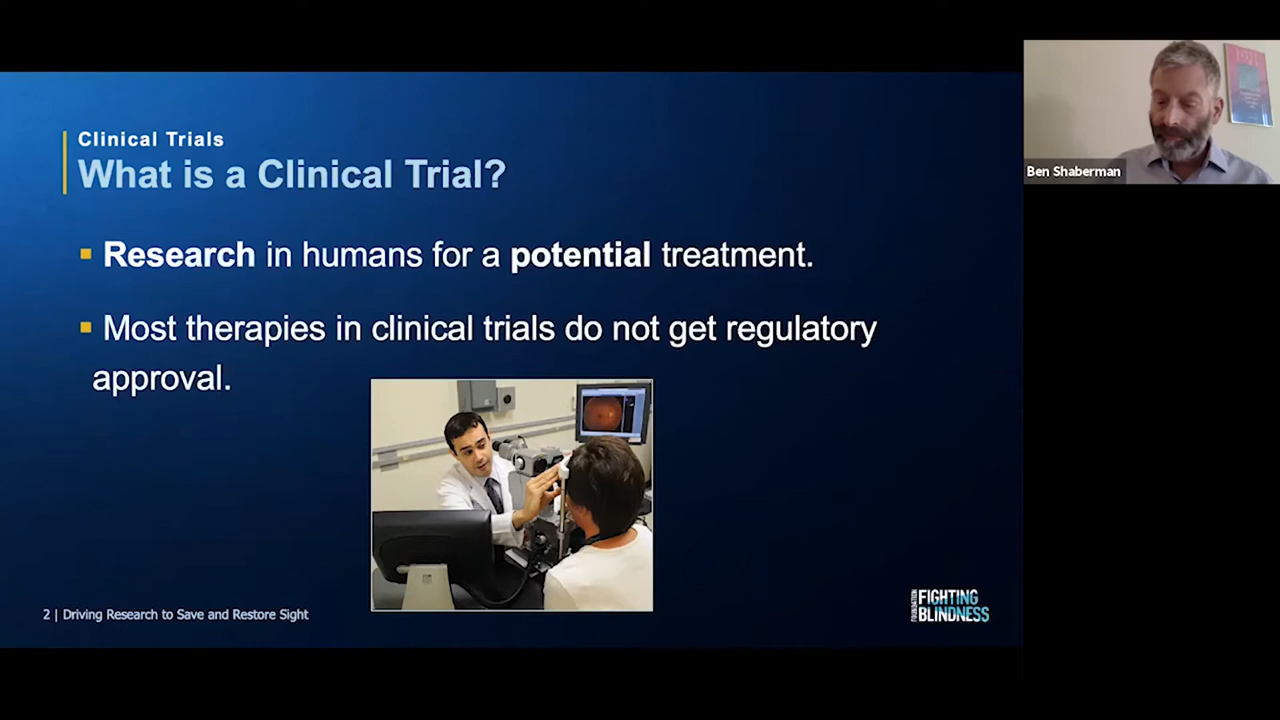 Clinical Trials
What is a Clinical Trial?
▪ Research in humans for a potential treatment.
▪ Most therapies in clinical trials do not get regulatory
approval.
2 | Driving Research to Save and Restore Sight
FOUNDATION
FIGHTING
BLINDNESS
Ben Shaberman